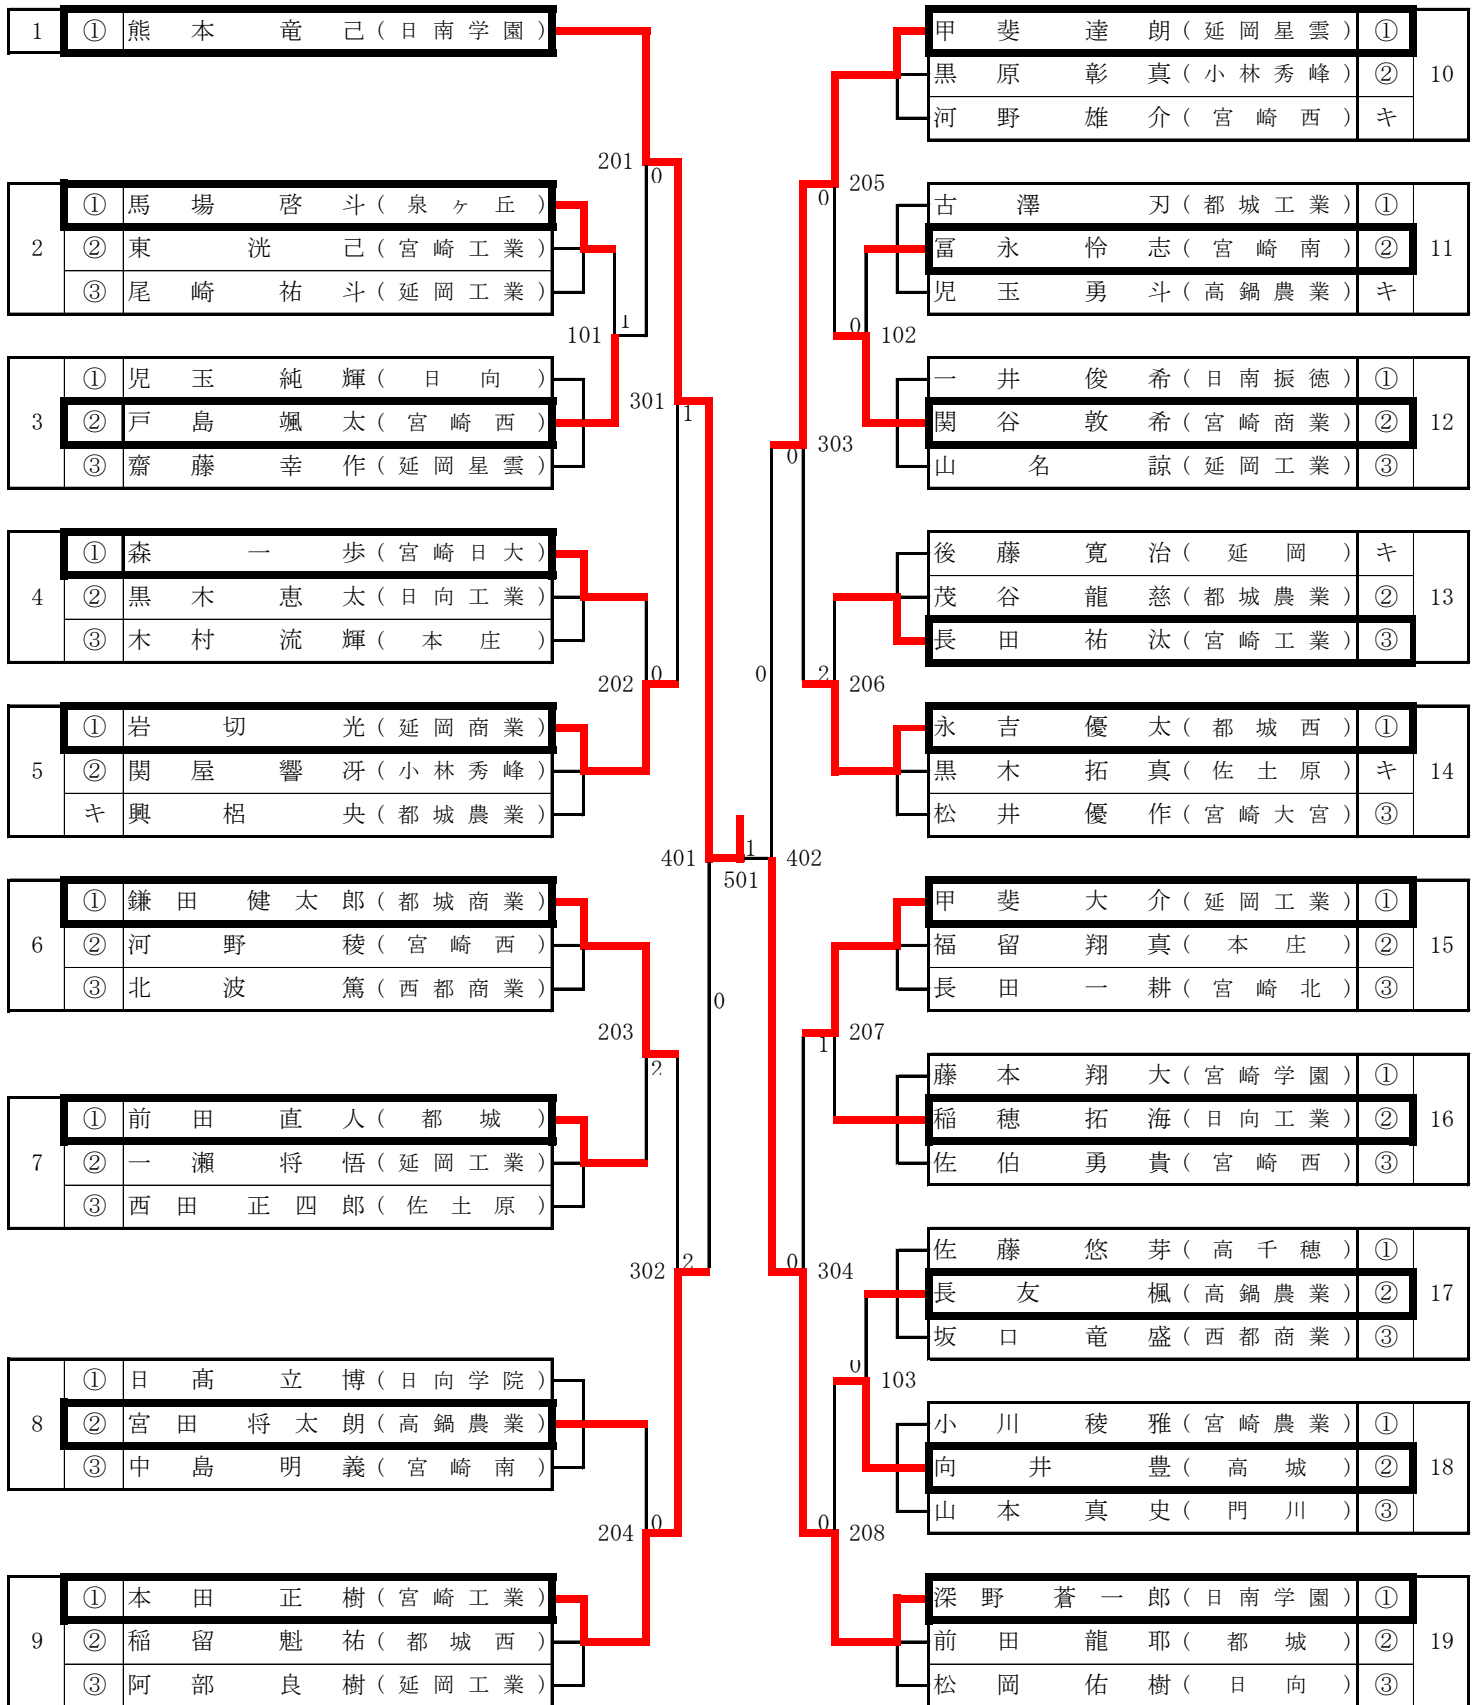 1 ① 熊本 竜己(日南学園)
201
0
2
① 馬場 啓斗(泉ヶ丘)
② 東 洸己(宮崎工業)
③ 尾崎 祐斗(延岡工業)
101
1
3
① 児玉 純輝(日向)
② 戸島 颯太(宮崎西)
③ 齋藤 幸作(延岡星雲)
301
1
4
① 森 一歩(宮崎日大)
② 黒木 恵太(日向工業)
③ 木村 流輝(本庄)
202
0
5
① 岩切 光(延岡商業)
② 関屋 響冴(小林秀峰)
キ 興梠 央(都城農業)
401
501
1
402
0
0
6
① 鎌田 健太郎(都城商業)
② 河野 稜(宮崎西)
③ 北波 篤(西都商業)
203
2
7
① 前田 直人(都城)
② 一瀬 将悟(延岡工業)
③ 西田 正四郎(佐土原)
302
2
8
① 日髙 立博(日向学院)
② 宮田 将太朗(高鍋農業)
③ 中島 明義(宮崎南)
204
0
9
① 本田 正樹(宮崎工業)
② 稲留 魁祐(都城西)
③ 阿部 良樹(延岡工業)
甲斐 達朗(延岡星雲) ①
黒原 彰真(小林秀峰) ②
河野 雄介(宮崎西) キ
10
205
0
古澤 刃(都城工業) ①
冨永 怜志(宮崎南) ②
児玉 勇斗(高鍋農業) キ
11
0
102
一井 俊希(日南振徳) ①
関谷 敦希(宮崎商業) ②
山名 諒(延岡工業) ③
12
0
303
後藤 寛治(延岡) キ
茂谷 龍慈(都城農業) ②
長田 祐汰(宮崎工業) ③
13
2
206
永吉 優太(都城西) ①
黒木 拓真(佐土原) キ
松井 優作(宮崎大宮) ③
14
甲斐 大介(延岡工業) ①
福留 翔真(本庄) ②
長田 一耕(宮崎北) ③
15
1
207
藤本 翔大(宮崎学園) ①
稲穂 拓海(日向工業) ②
佐伯 勇貴(宮崎西) ③
16
0
304
佐藤 悠芽(高千穂) ①
長友 楓(高鍋農業) ②
坂口 竜盛(西都商業) ③
17
0
103
小川 稜雅(宮崎農業) ①
向井 豊(高城) ②
山本 真史(門川) ③
18
0
208
深野 蒼一郎(日南学園) ①
前田 龍耶(都城) ②
松岡 佑樹(日向) ③
19